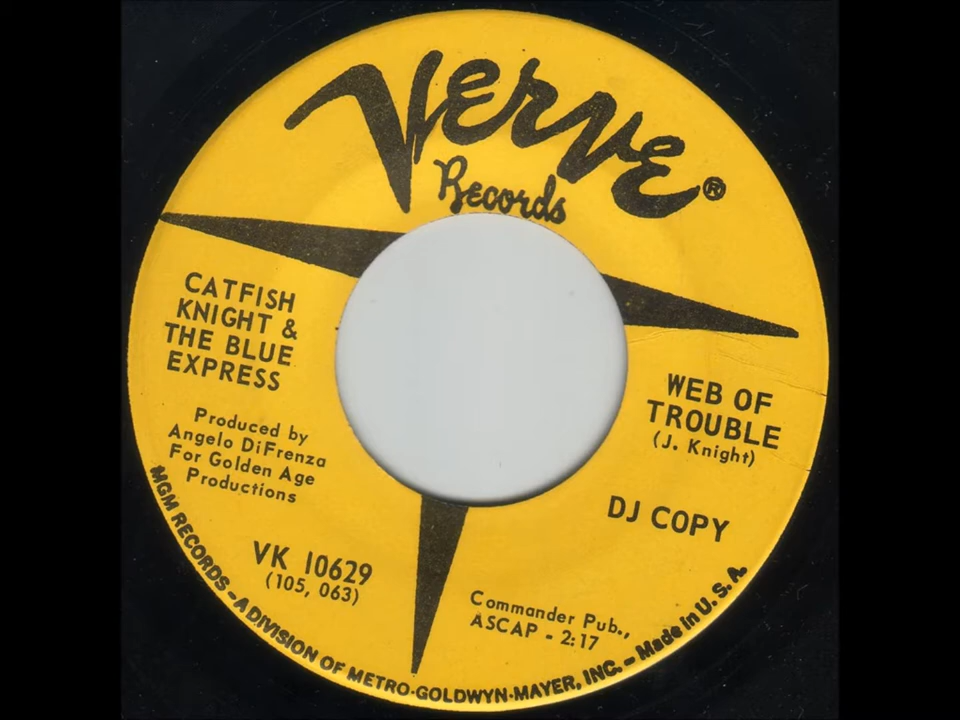 Verve®
Records
CATFISH
KNIGHT &
THE BLUE
EXPRESS
Produced by
Angelo DiFrenza
For Golden Age
Productions
VK 10629
(105, 063)
WEB OF
TROUBLE
(J. Knight)
DJ COPY
Commander Pub.,
ASCAP - 2:17
MGM RECORDS - A DIVISION OF METRO-GOLDWYN-MAYER, INC. - Made in U.S.A.